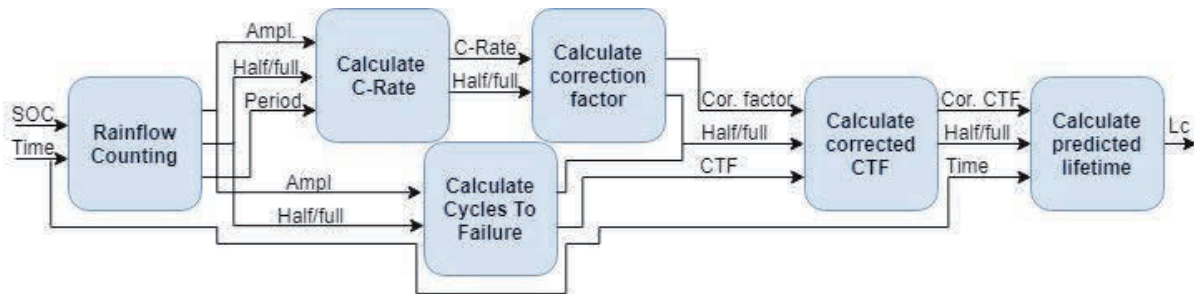 SOC
Time
Rainflow
Counting
Ampl.
Half/full
Period
Calculate
C-Rate
C-Rate
Half/full
Calculate
correction
factor
Ampl
Half/full
Calculate
Cycles To
Failure
Cor. factor
Half/full
CTF
Calculate
corrected
CTF
Cor. CTF
Half/full
Time
Calculate
predicted
lifetime
Lc